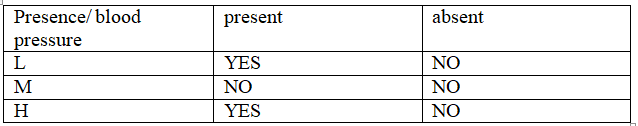 Presence/ blood pressure present absent
L YES NO
M NO NO
H YES NO